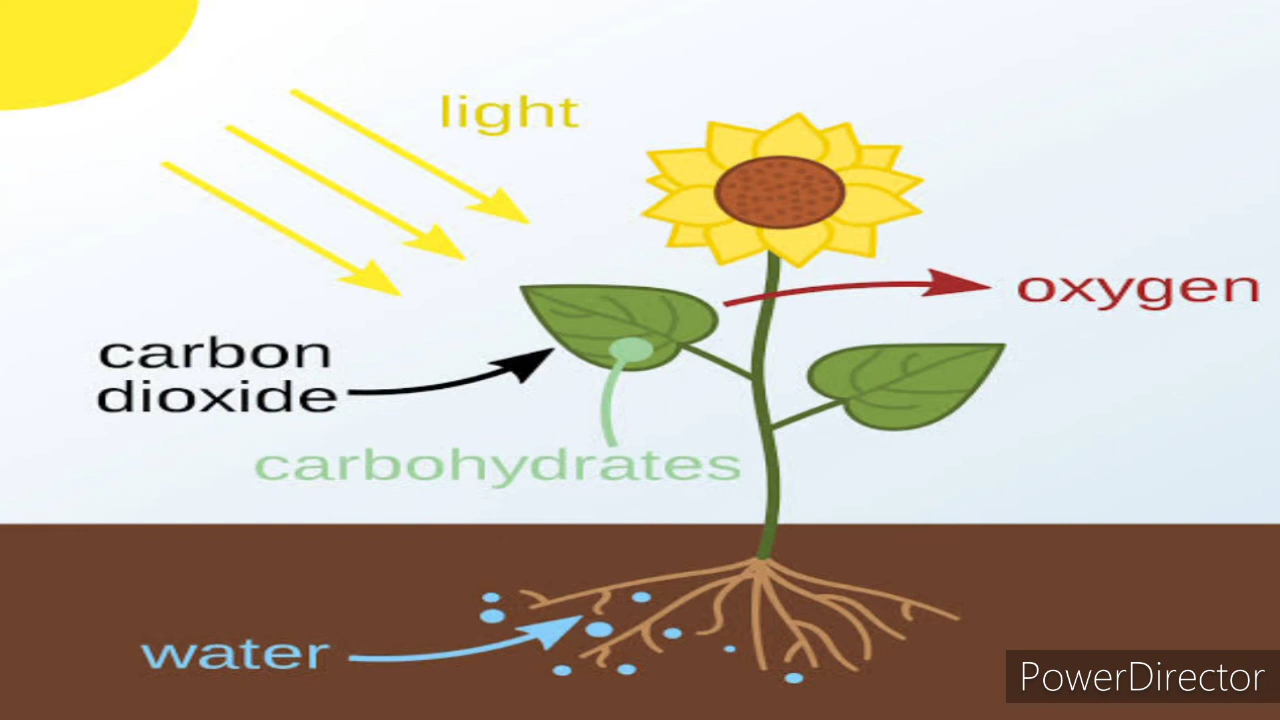 light
oxygen
carbon
dioxide
carbohydrates
water
PowerDirector